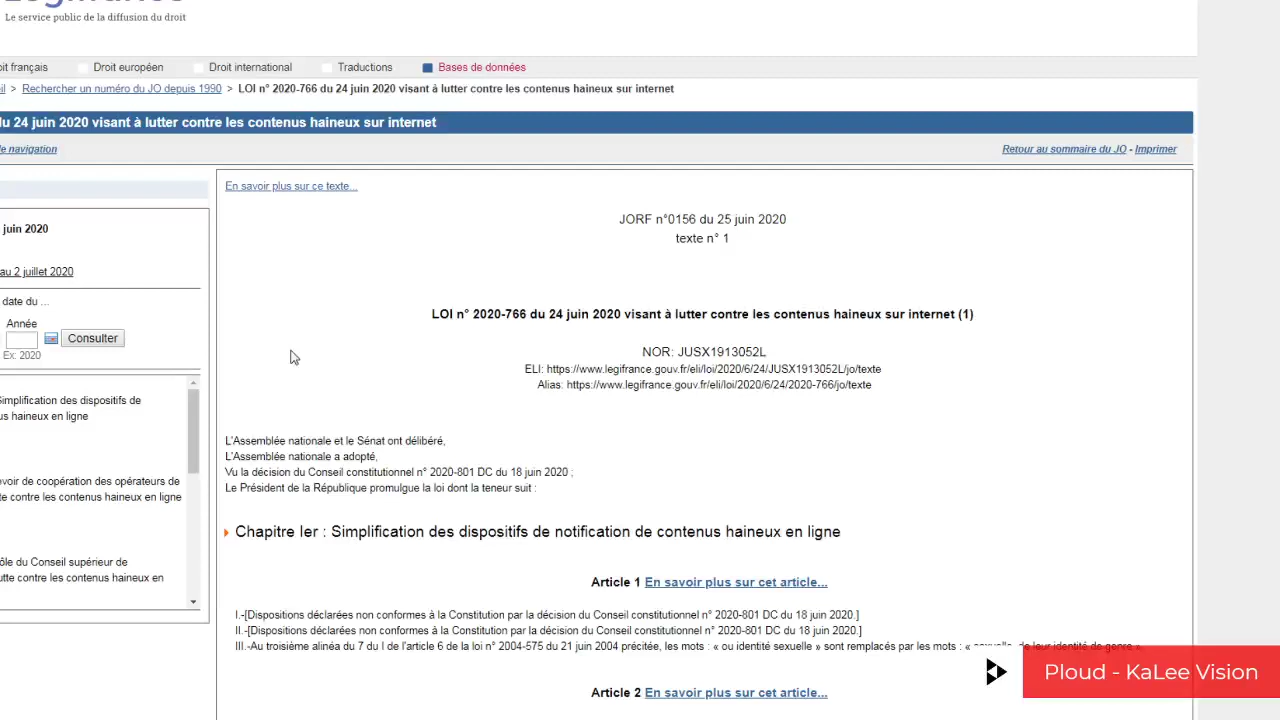 Le service public de la diffusion du droit
français
Droit européen
Droit international
Traductions
Bases de données
> Rechercher un numéro du JO depuis 1990 > LOI n° 2020-766 du 24 juin 2020 visant à lutter contre les contenus haineux sur internet
du 24 juin 2020 visant à lutter contre les contenus haineux sur internet
navigation
Retour au sommaire du JO - Imprimer
juin 2020
au 2 juillet 2020
date du ...
Année
Consulter
Ex: 2020
Simplification des dispositifs de
haineux en ligne
de coopération des opérateurs de
contre les contenus haineux en ligne
du Conseil supérieur de
contre les contenus haineux en
En savoir plus sur ce texte...
JORF n°0156 du 25 juin 2020
texte n° 1
LOI n° 2020-766 du 24 juin 2020 visant à lutter contre les contenus haineux sur internet (1)
NOR: JUSX1913052L
ELI: https://www.legifrance.gouv.fr/eli/loi/2020/6/24/JUSX1913052L/jo/texte
Alias: https://www.legifrance.gouv.fr/eli/loi/2020/6/24/2020-766/jo/texte
L'Assemblée nationale et le Sénat ont délibéré,
L'Assemblée nationale a adopté,
Vu la décision du Conseil constitutionnel n° 2020-801 DC du 18 juin 2020 ;
Le Président de la République promulgue la loi dont la teneur suit :
Chapitre Ier : Simplification des dispositifs de notification de contenus haineux en ligne
Article 1 En savoir plus sur cet article...
I.-[Dispositions déclarées non conformes à la Constitution par la décision du Conseil constitutionnel n° 2020-801 DC du 18 juin 2020.]
II.-[Dispositions déclarées non conformes à la Constitution par la décision du Conseil constitutionnel n° 2020-801 DC du 18 juin 2020.]
III.-Au troisième alinéa du 7 du I de l'article 6 de la loi n° 2004-575 du 21 juin 2004 précitée, les mots : « ou identité sexuelle » sont remplacés par les mots : « sexuelle, de leur identité de genre »
Ploud - KaLee Vision
Article 2 En savoir plus sur cet article...